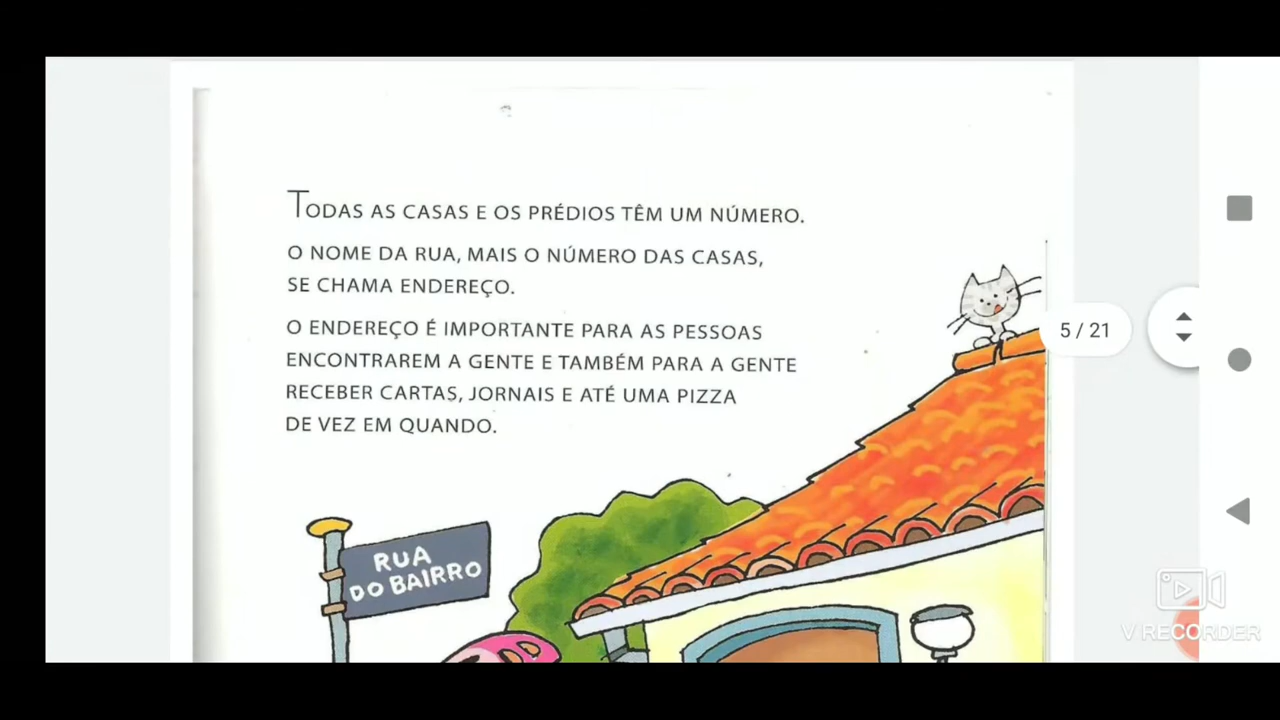 TODAS AS CASAS E OS PRÉDIOS TÊM UM NÚMERO.
O NOME DA RUA, MAIS O NÚMERO DAS CASAS,
SE CHAMA ENDEREÇO.
O ENDEREÇO É IMPORTANTE PARA AS PESSOAS
ENCONTRAREM A GENTE E TAMBÉM PARA A GENTE
RECEBER CARTAS, JORNAIS E ATÉ UMA PIZZA
DE VEZ EM QUANDO.
5 / 21
RUA
DO BAIRRO
V RECORDER